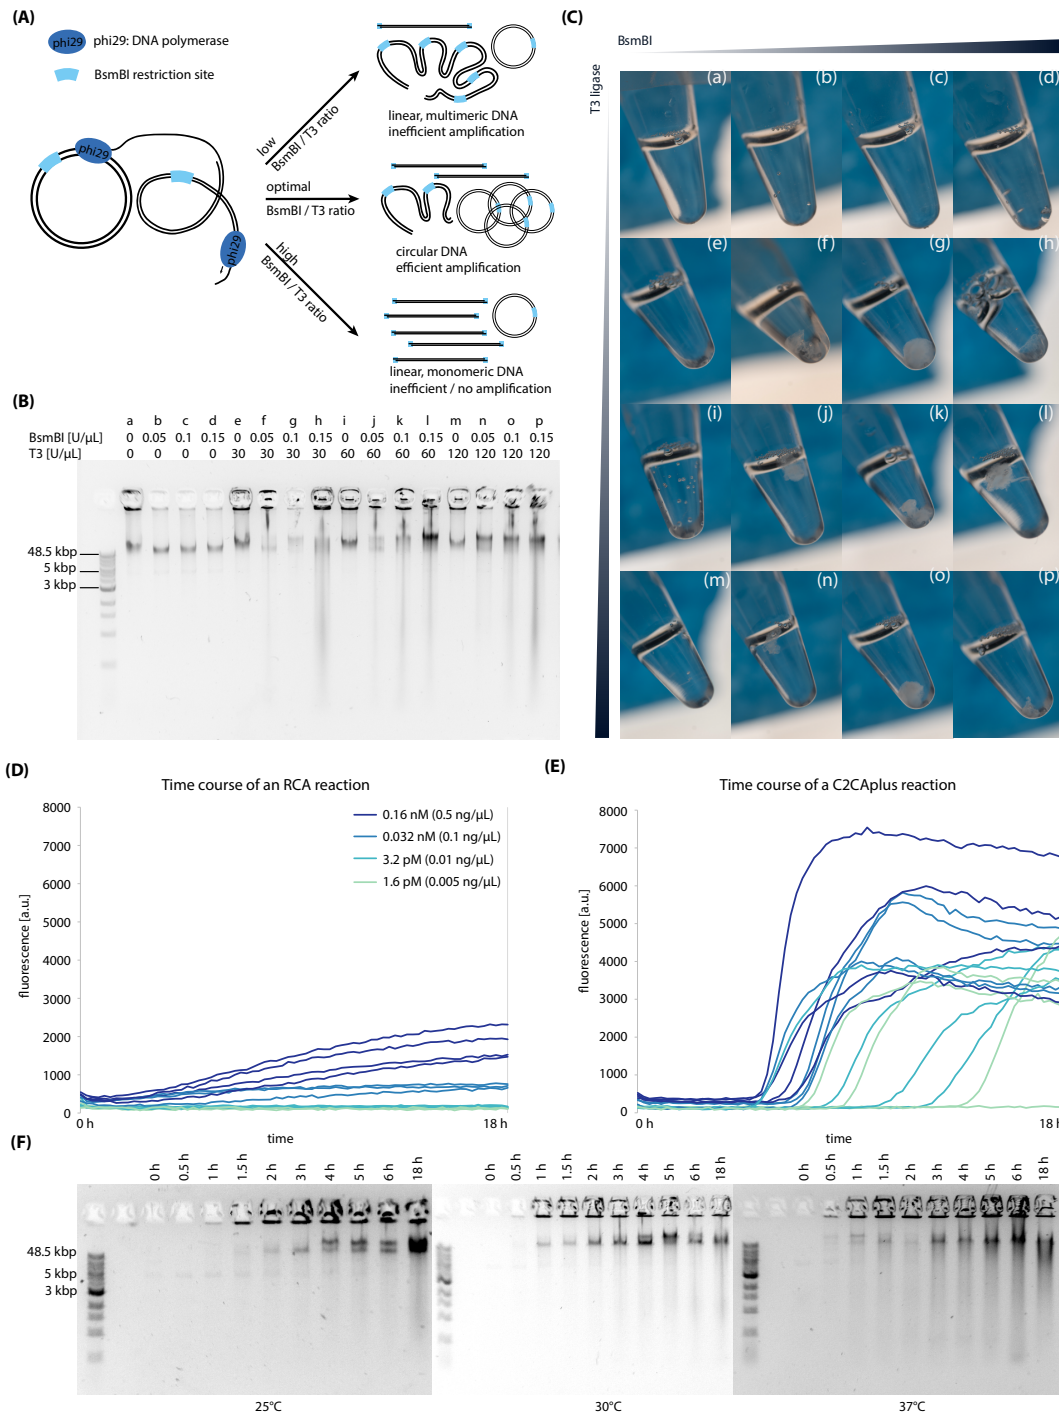 (A)
phi29
phi29: DNA polymerase
BsmBI restriction site
phi29
phi29
low
BsmBI / T3 ratio
optimal
BsmBI / T3 ratio
high
BsmBI / T3 ratio
linear, multimeric DNA
inefficient amplification
circular DNA
efficient amplification
linear, monomeric DNA
inefficient / no amplification
(B)
a b c d e f g h i j k l m n o p
BsmBI [U/µL] 0 0.05 0.1 0.15 0 0.05 0.1 0.15 0 0.05 0.1 0.15 0 0.05 0.1 0.15
T3 [U/µL] 0 0 0 0 30 30 30 30 60 60 60 60 120 120 120 120
48.5 kbp
5 kbp
3 kbp
(C)
BsmBI
T3 ligase
(a) (b) (c) (d)
(e) (f) (g) (h)
(i) (j) (k) (l)
(m) (n) (o) (p)
(D)
Time course of an RCA reaction
8000
7000
6000
5000
4000
3000
2000
1000
0
fluorescence [a.u.]
0.16 nM (0.5 ng/µL)
0.032 nM (0.1 ng/µL)
3.2 pM (0.01 ng/µL)
1.6 pM (0.005 ng/µL)
0 h
time
18 h
(E)
Time course of a C2CAplus reaction
8000
7000
6000
5000
4000
3000
2000
1000
0
fluorescence [a.u.]
0 h
time
18 h
(F)
0 h 0.5 h 1 h 1.5 h 2 h 3 h 4 h 5 h 6 h 18 h
0 h 0.5 h 1 h 1.5 h 2 h 3 h 4 h 5 h 6 h 18 h
0 h 0.5 h 1 h 1.5 h 2 h 3 h 4 h 5 h 6 h 18 h
48.5 kbp
5 kbp
3 kbp
25°C
30°C
37°C